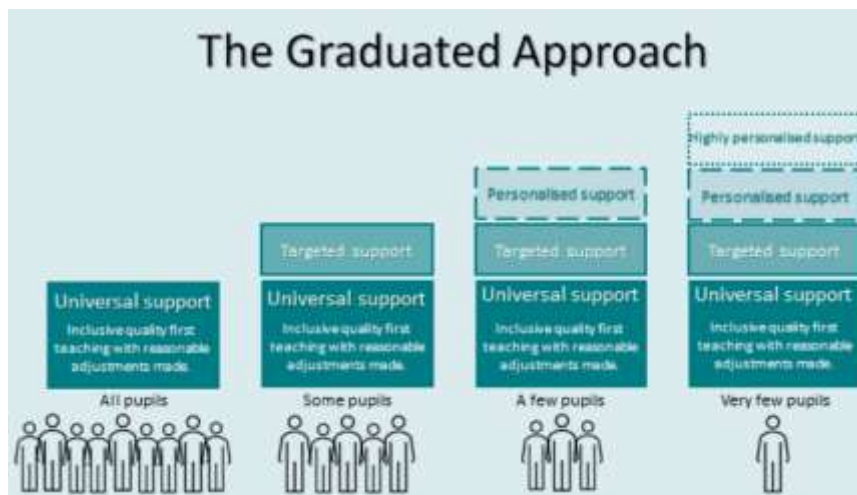 The Graduated Approach
Highly personalised support
Personalised support
Personalised support
Targeted support
Targeted support
Targeted support
Universal support
Inclusive quality first
teaching with reasonable
adjustments made.
Universal support
Inclusive quality first
teaching with reasonable
adjustments made.
Universal support
Inclusive quality first
teaching with reasonable
adjustments made.
Universal support
Inclusive quality first
teaching with reasonable
adjustments made.
All pupils
Some pupils
A few pupils
Very few pupils